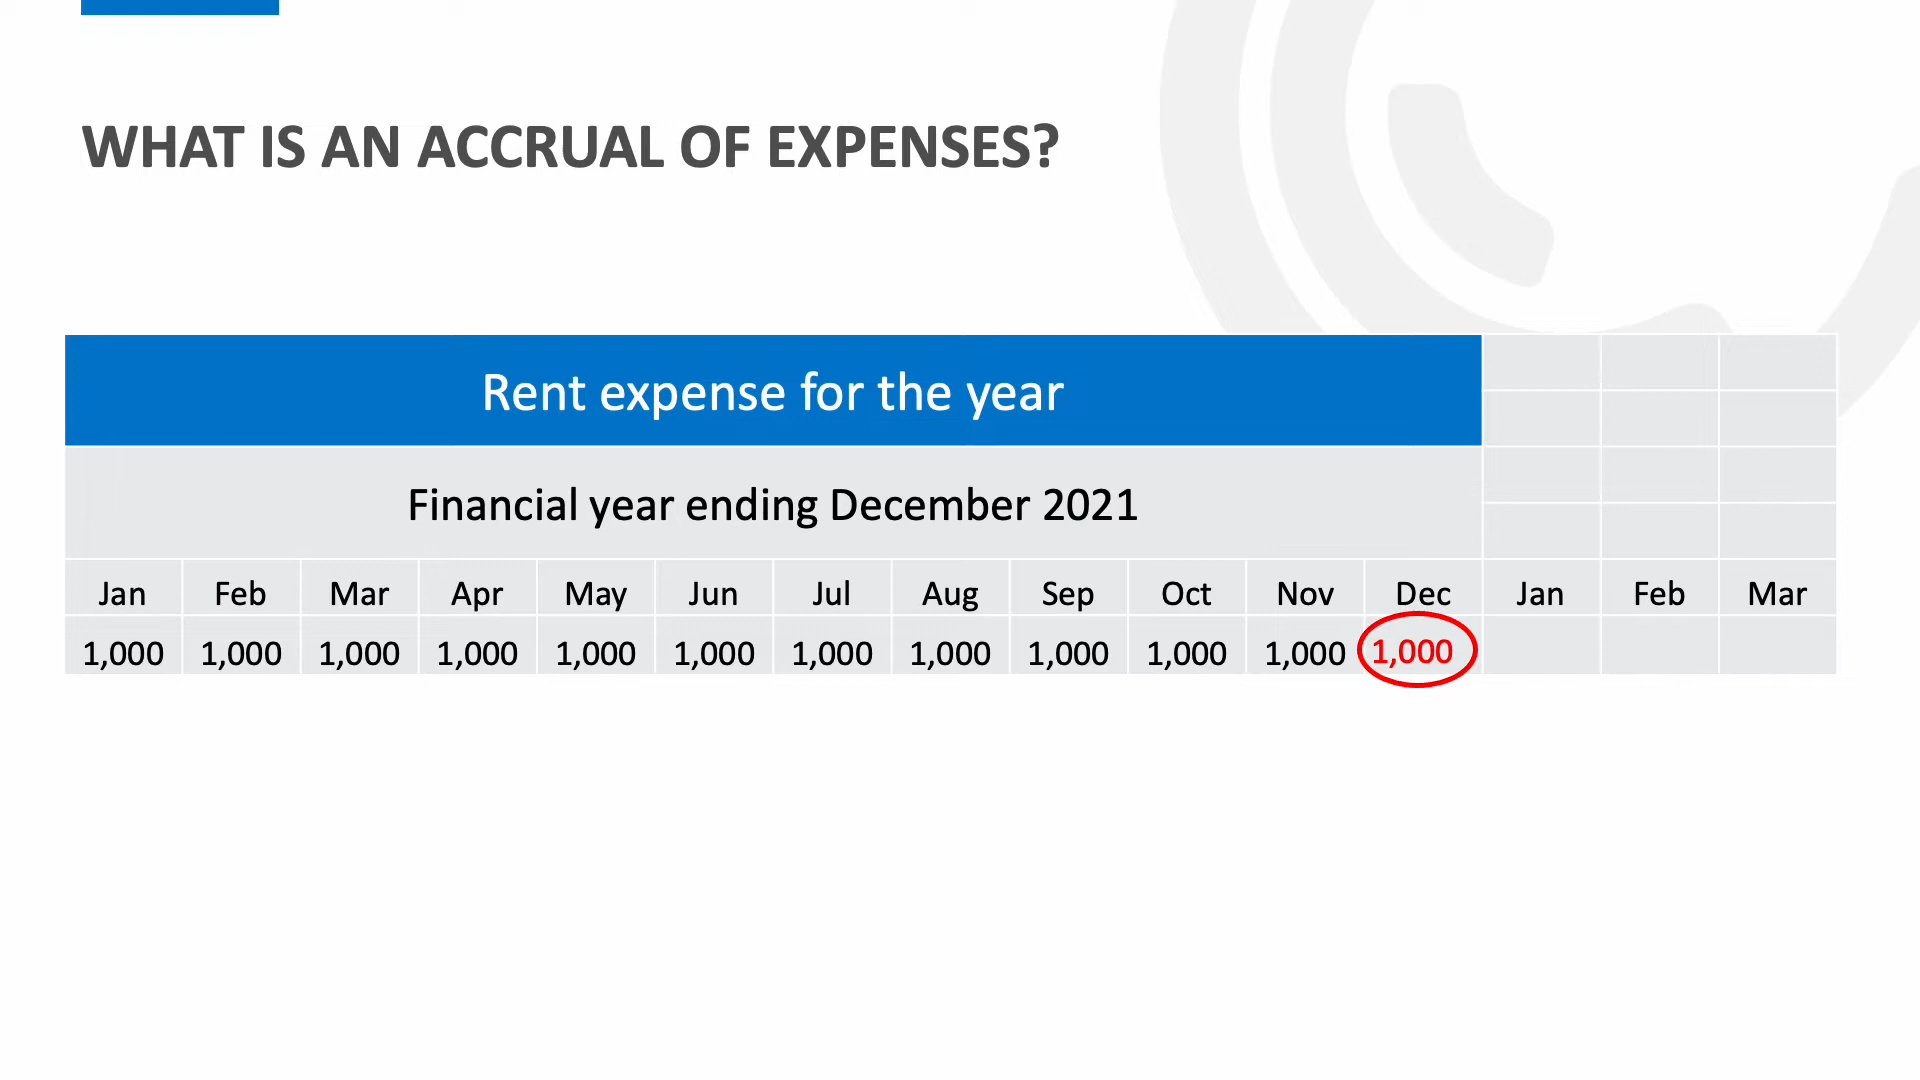 WHAT IS AN ACCRUAL OF EXPENSES?
Rent expense for the year
Financial year ending December 2021
Jan Feb Mar Apr May Jun Jul Aug Sep Oct Nov Dec Jan Feb Mar
1,000 1,000 1,000 1,000 1,000 1,000 1,000 1,000 1,000 1,000 1,000 1,000